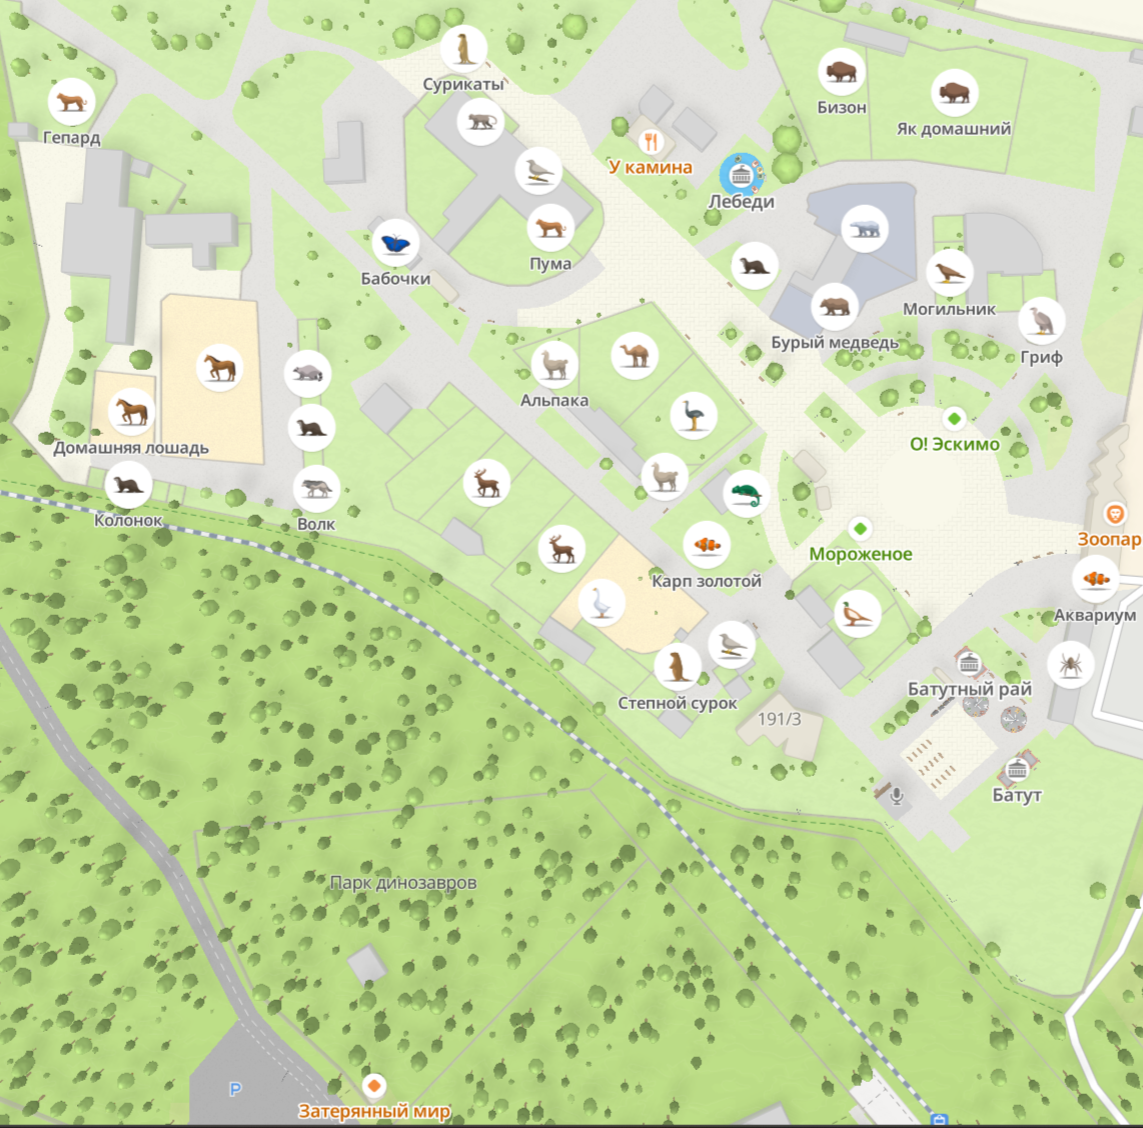 Сурикаты
Гепард
Бизон
Як домашний
У камина
Лебеди
Пума
Бабочки
Могильник
Бурый медведь
Гриф
Альпака
О! Эскимо
Домашняя лошадь
Колонок
Волк
Зоопар
Мороженое
Карп золотой
Аквариум
Степной сурок
Батутный рай
191/3
Батут
Парк динозавров
P
Затерянный мир